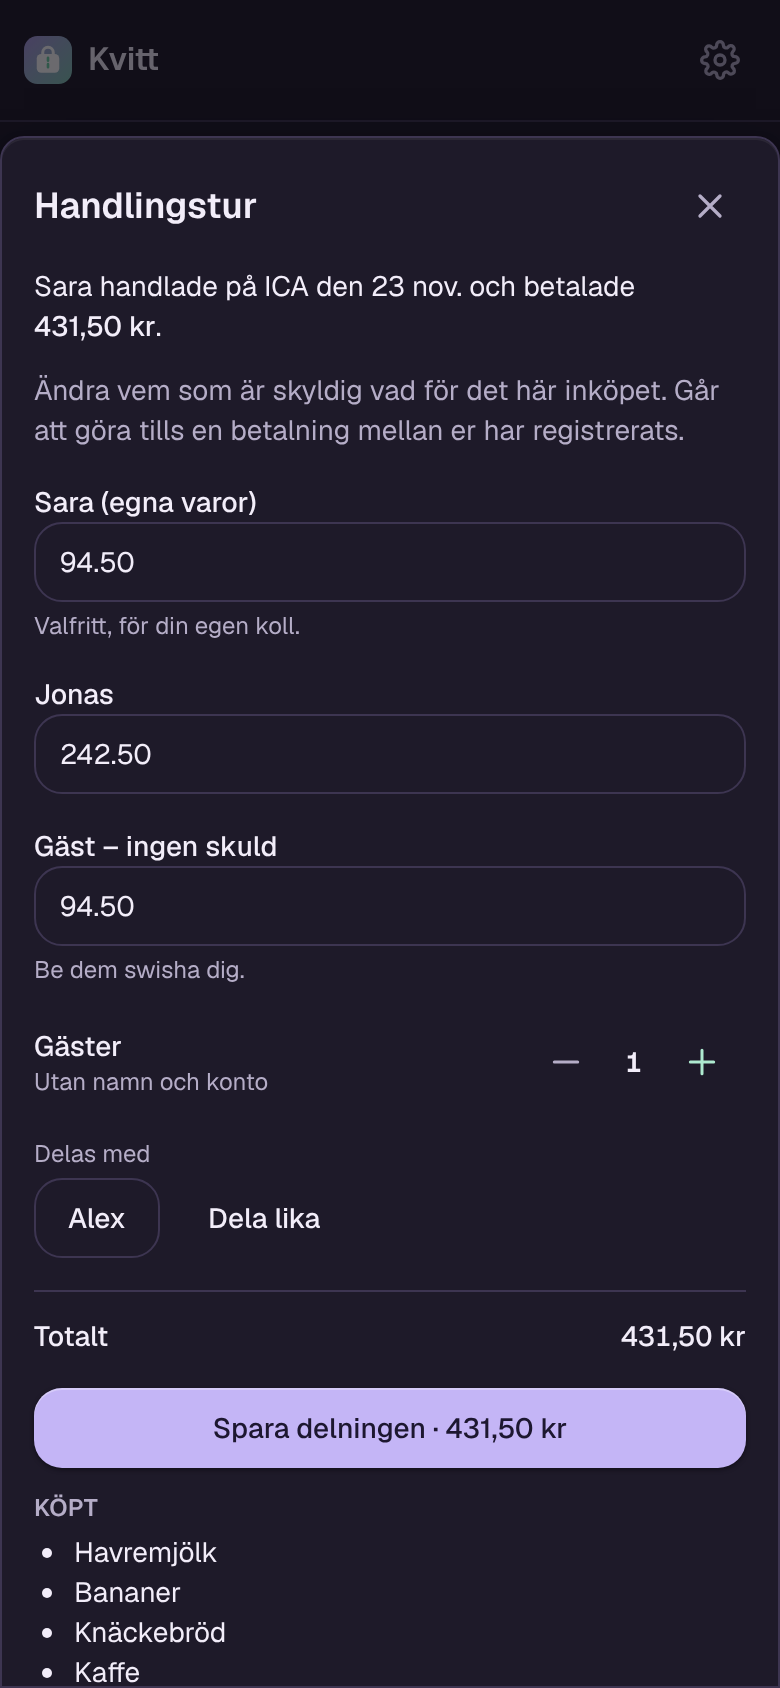 Kvitt
Handlingstur
Sara handlade på ICA den 23 nov. och betalade
431,50 kr.
Ändra vem som är skyldig vad för det här inköpet. Går
att göra tills en betalning mellan er har registrerats.
Sara (egna varor)
94.50
Valfritt, för din egen koll.
Jonas
242.50
Gäst – ingen skuld
94.50
Be dem swisha dig.
Gäster
Utan namn och konto
1
Delas med
Alex
Dela lika
Totalt
431,50 kr
Spara delningen · 431,50 kr
KÖPT
Havremjölk
Bananer
Knäckebröd
Kaffe